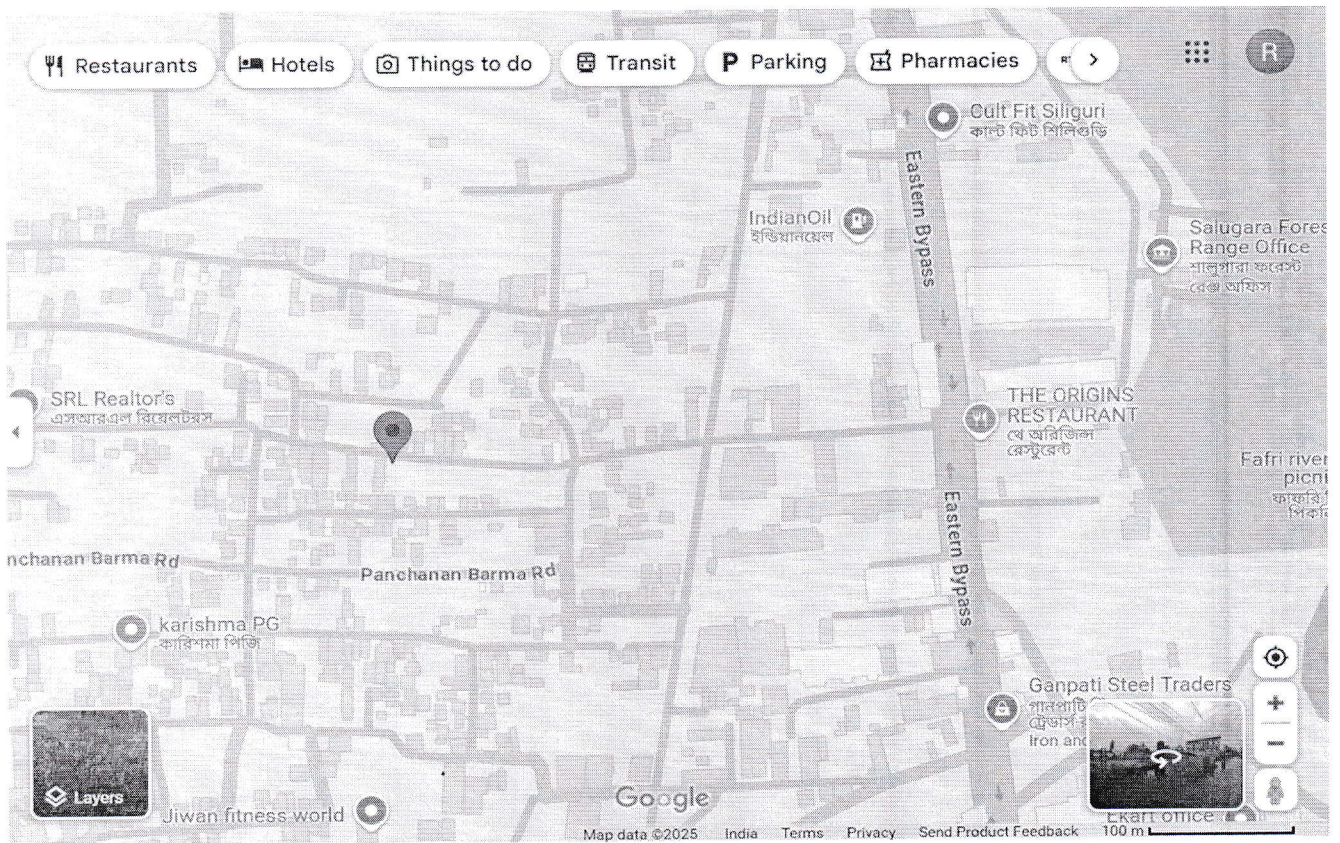 Restaurants
Hotels
Things to do
Transit
P Parking
Pharmacies
R
Cult Fit Siliguri
কাল্ট ফিট শিলিগুড়ি
Eastern Bypass
IndianOil
ইন্ডিয়ানয়েল
Salugara Fores
Range Office
শালুগারা ফরেস্ট
রেঞ্জ অফিস
SRL Realtor's
এসআরএল রিয়েলটরস
THE ORIGINS
RESTAURANT
থে অরিজিন্স
রেস্টুরেন্ট
Fafri river
picni
ফাফরি
পিকনি
Eastern Bypass
nchanan Barma Rd
Panchanan Barma Rd
karishma PG
কারিশমা পিজি
Ganpati Steel Traders
গানপাটি
ট্রেডার্স
Iron and
Layers
Jiwan fitness world
Google
Ekart office
Map data ©2025 India Terms Privacy Send Product Feedback 100 m